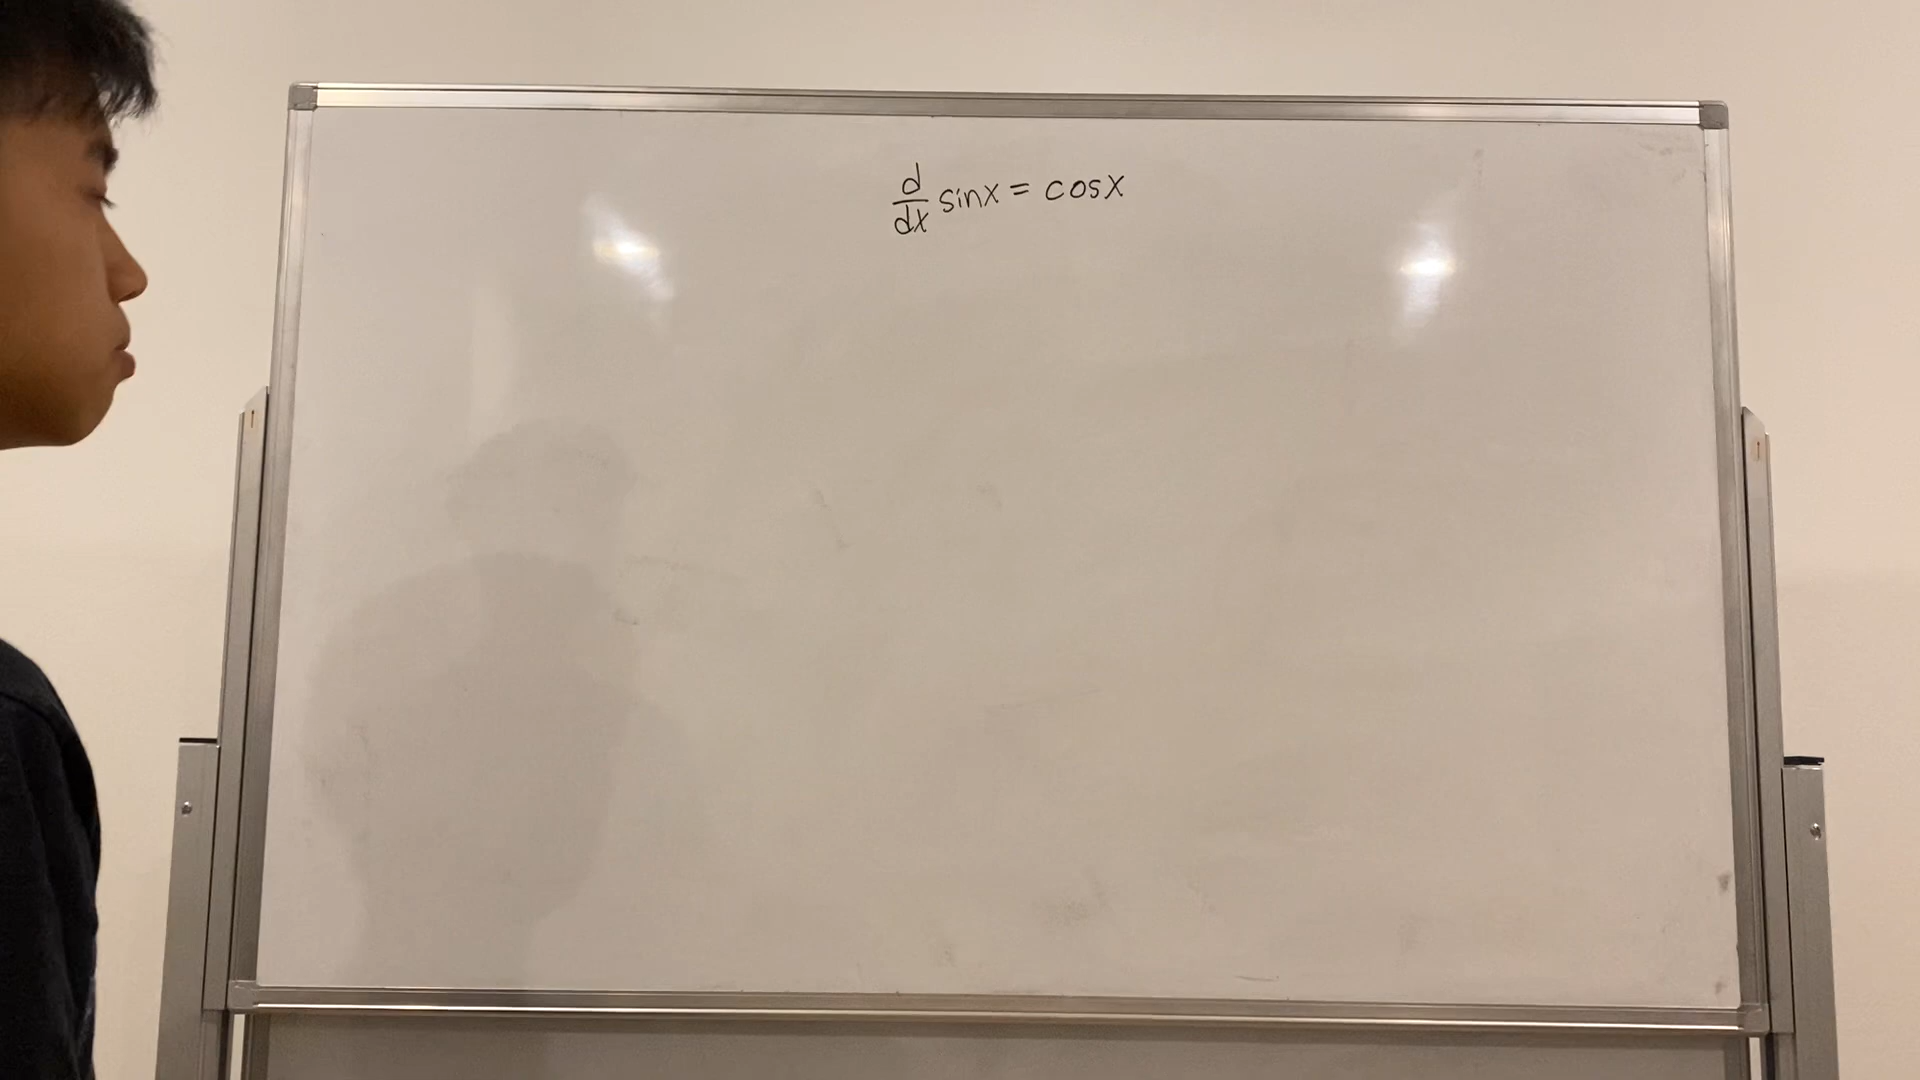 d/dx sinx = cosx